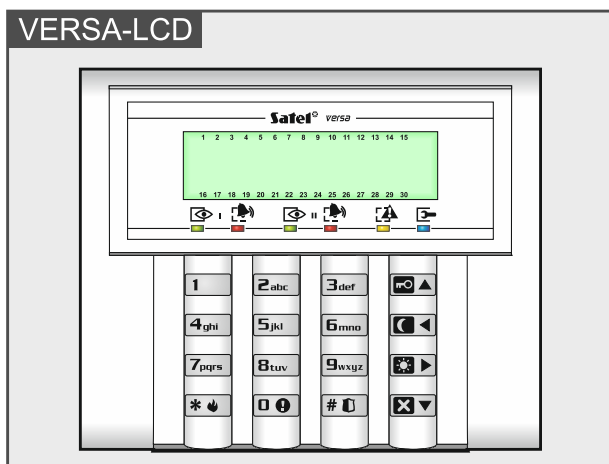 VERSA-LCD
Satel® versa
1 2 3 4 5 6 7 8 9 10 11 12 13 14 15
16 17 18 19 20 21 22 23 24 25 26 27 28 29 30
I II
1 2abc 3def
4ghi 5jkl 6mno
7pqrs 8tuv 9wxyz
* 0 #